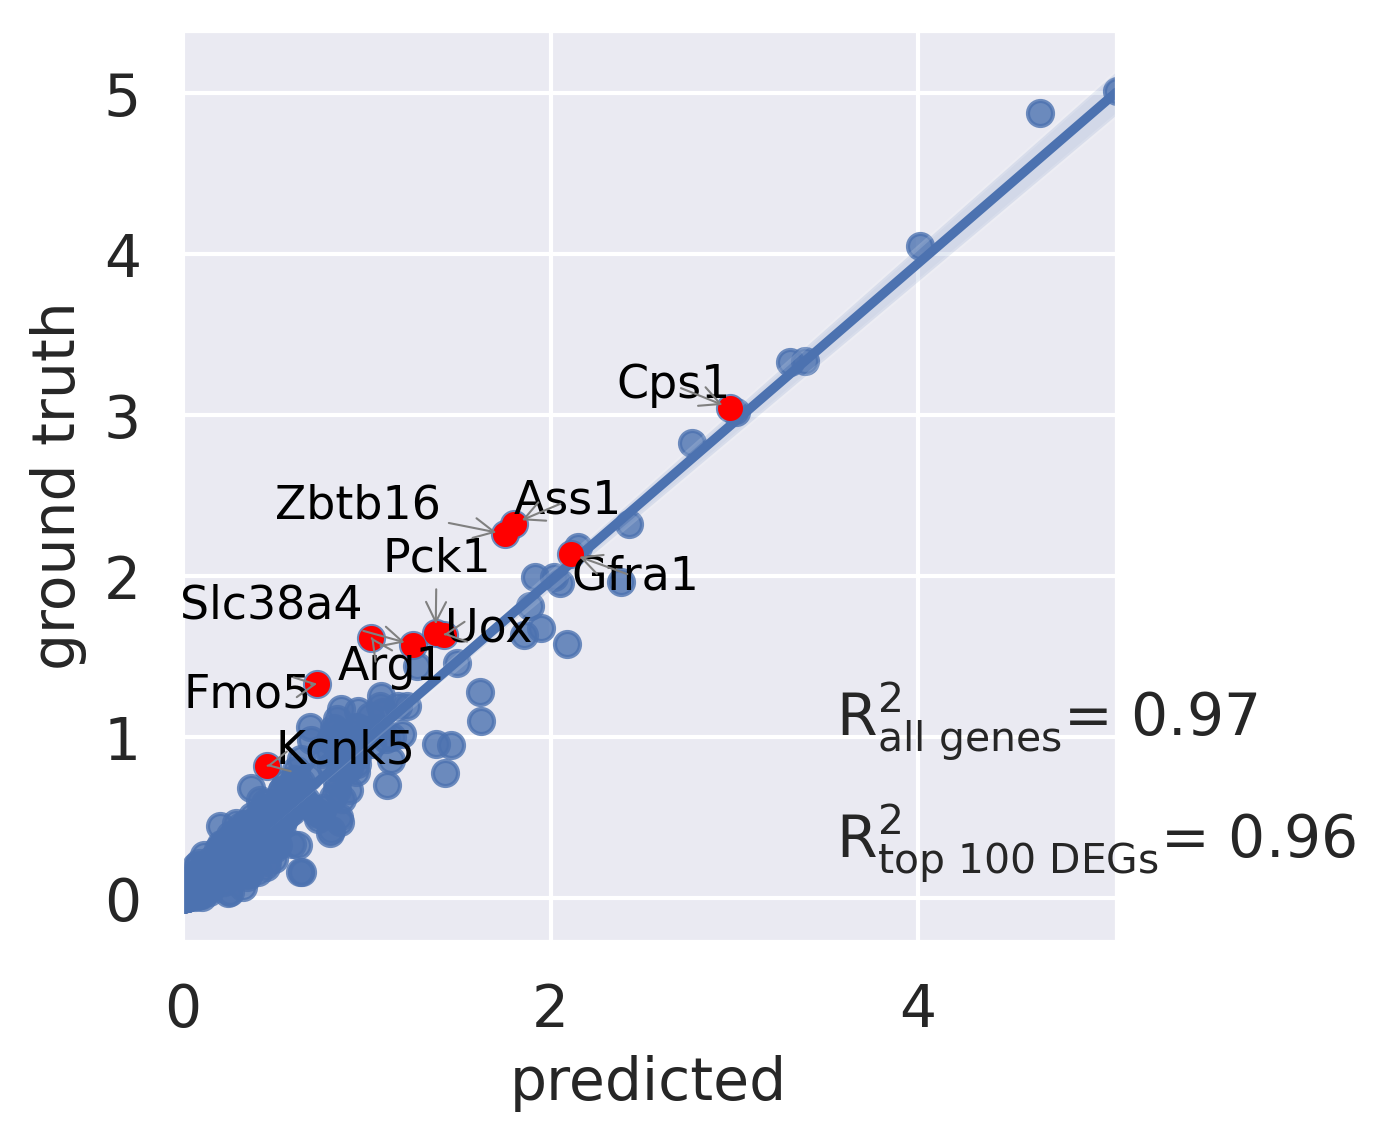 5
4
3
2
1
0
ground truth
Cps1
Zbtb16
Ass1
Pck1
Gfra1
Slc38a4
Uox
Arg1
Fmo5
Kcnk5
R²all genes = 0.97
R²top 100 DEGs = 0.96
0 2 4
predicted